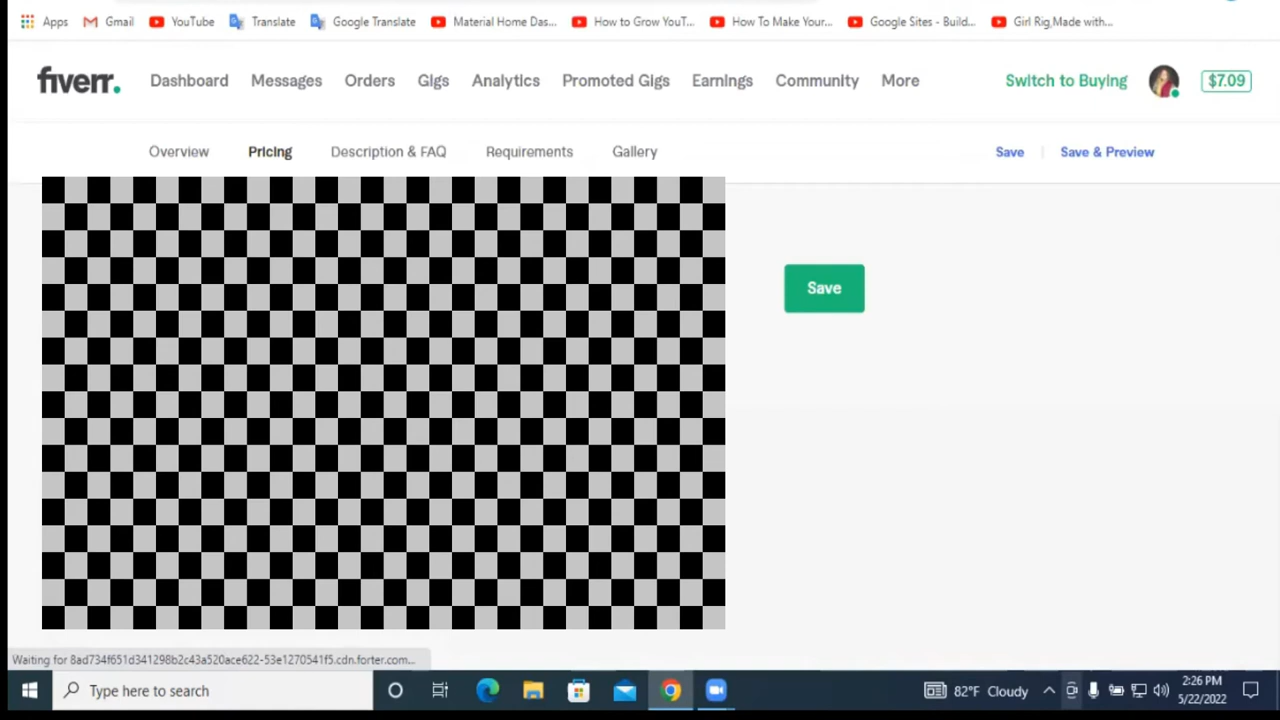 Apps Gmail YouTube Translate Google Translate Material Home Das... How to Grow YouT... How To Make Your... Google Sites - Build... Girl Rig,Made with...
fiverr. Dashboard Messages Orders Gigs Analytics Promoted Gigs Earnings Community More Switch to Buying $7.09
Overview Pricing Description & FAQ Requirements Gallery Save Save & Preview
Save
Waiting for 8ad734f651d341298b2c43a520ace622-53e1270541f5.cdn.forter.com...
Type here to search 82°F Cloudy 2:26 PM
5/22/2022